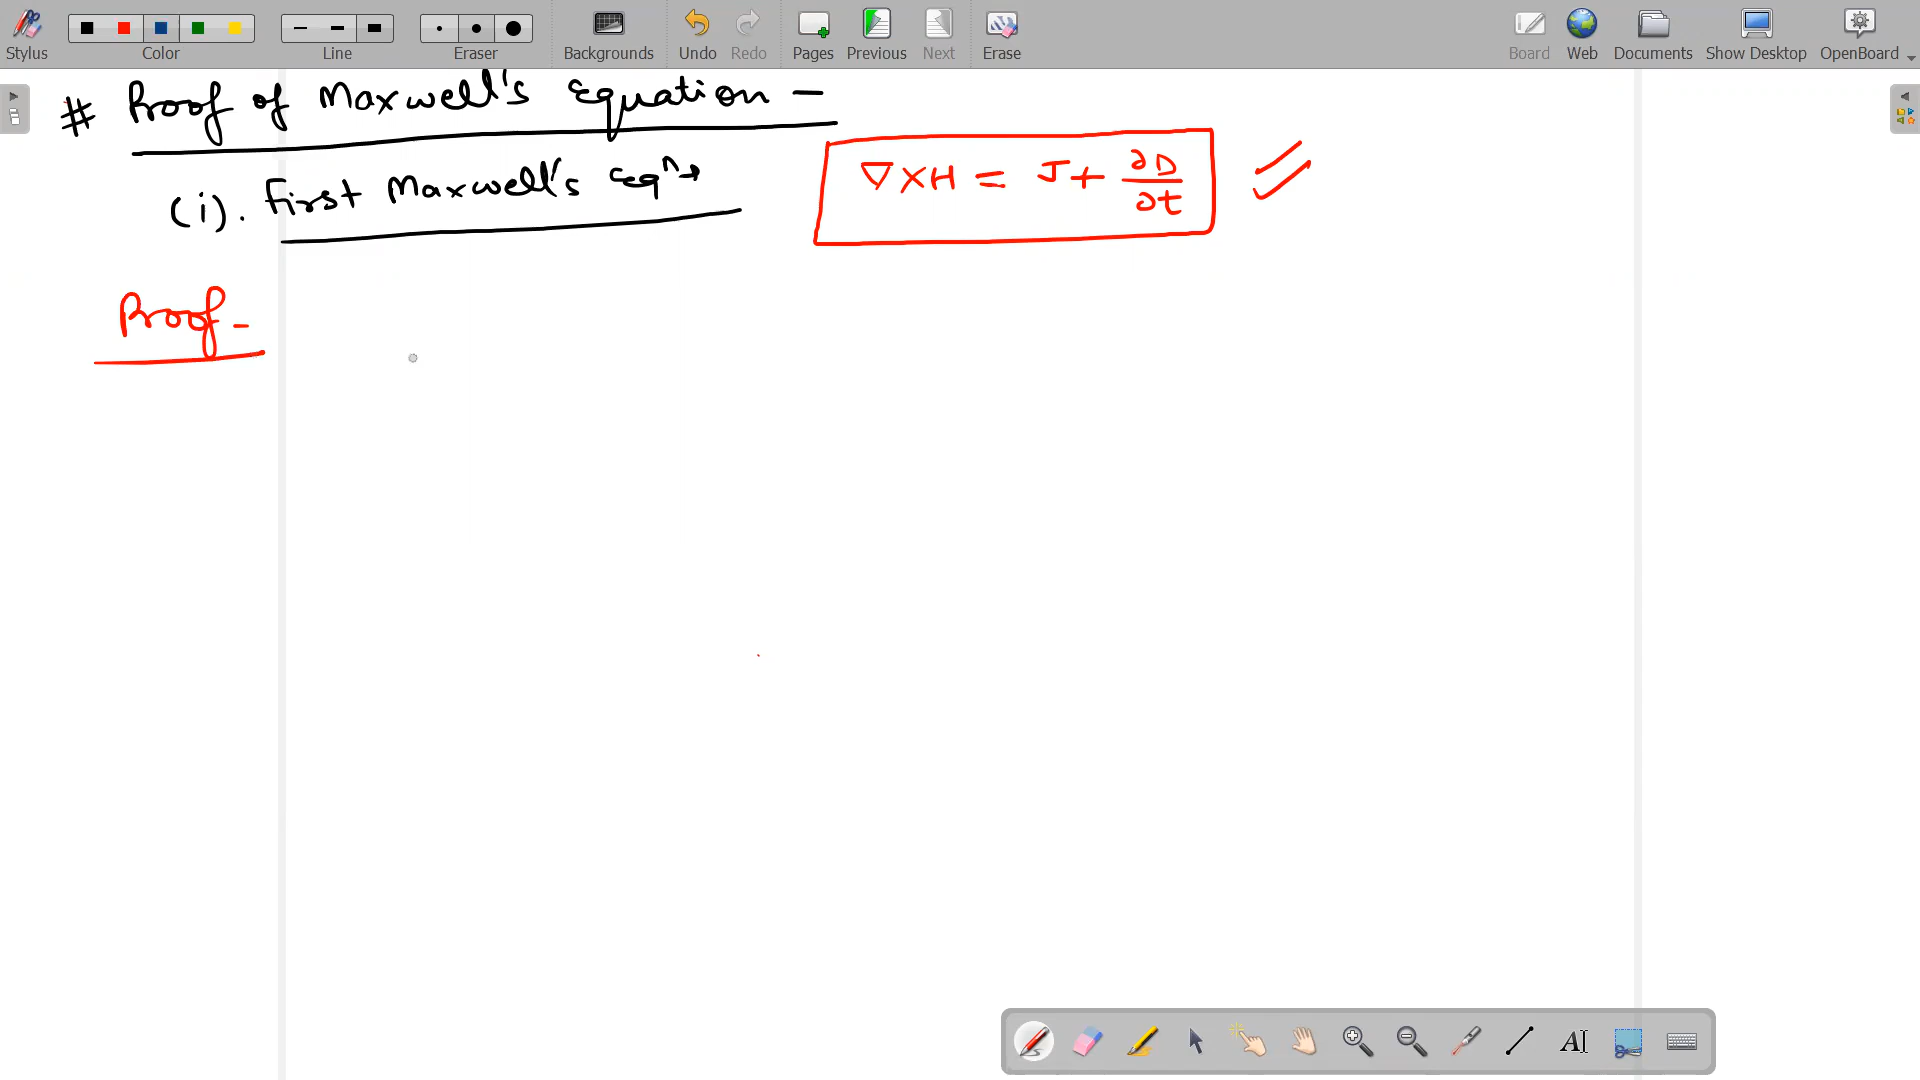 Stylus Color Line Eraser Backgrounds Undo Redo Pages Previous Next Erase Board Web Documents Show Desktop OpenBoard
# Proof of Maxwell's Equation -
(i). First Maxwell's eqⁿ→ ∇XH = J+ ∂D/∂t
Proof -